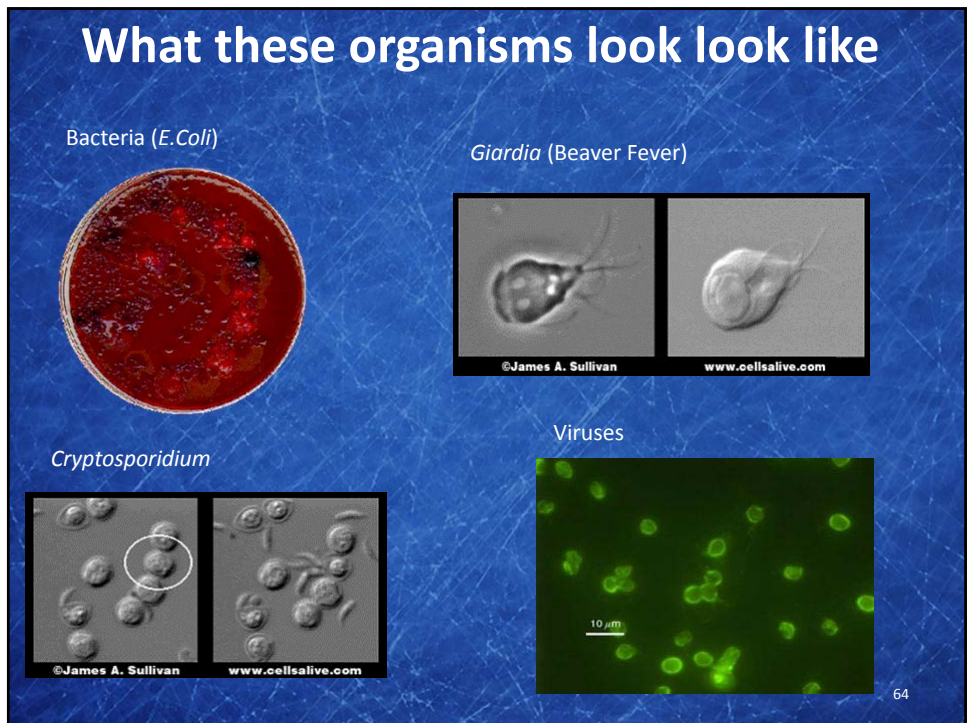 What these organisms look look like
Bacteria (E.Coli)
Giardia (Beaver Fever)
©James A. Sullivan
www.cellsalive.com
Cryptosporidium
©James A. Sullivan
www.cellsalive.com
Viruses
10 μm
64